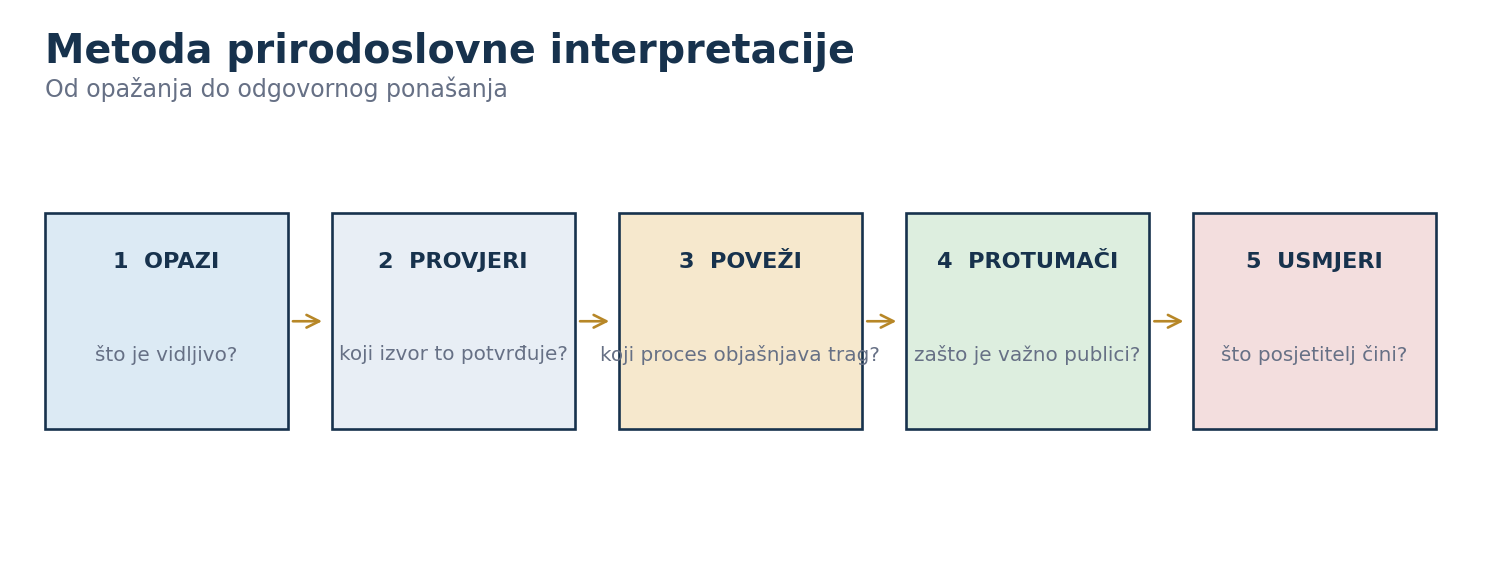 Metoda prirodoslovne interpretacije
Od opažanja do odgovornog ponašanja
1 OPAZI
što je vidljivo?
2 PROVJERI
koji izvor to potvrđuje?
3 POVEŽI
koji proces objašnjava trag?
4 PROTUMAČI
zašto je važno publici?
5 USMJERI
što posjetitelj čini?